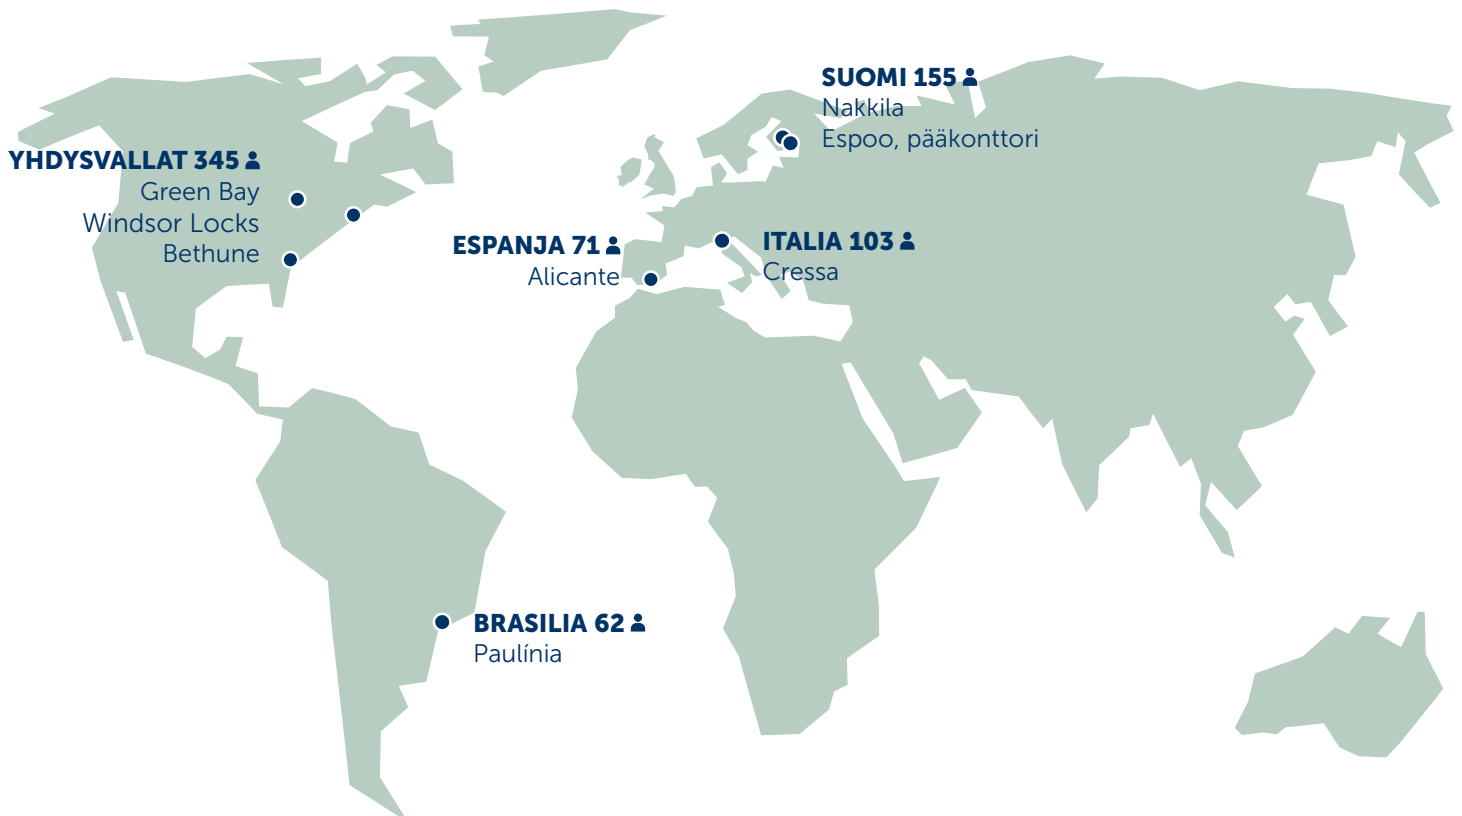 SUOMI 155
Nakkila
Espoo, pääkonttori
YHDYSVALLAT 345
Green Bay
Windsor Locks
Bethune
ESPANJA 71
Alicante
ITALIA 103
Cressa
BRASILIA 62
Paulínia